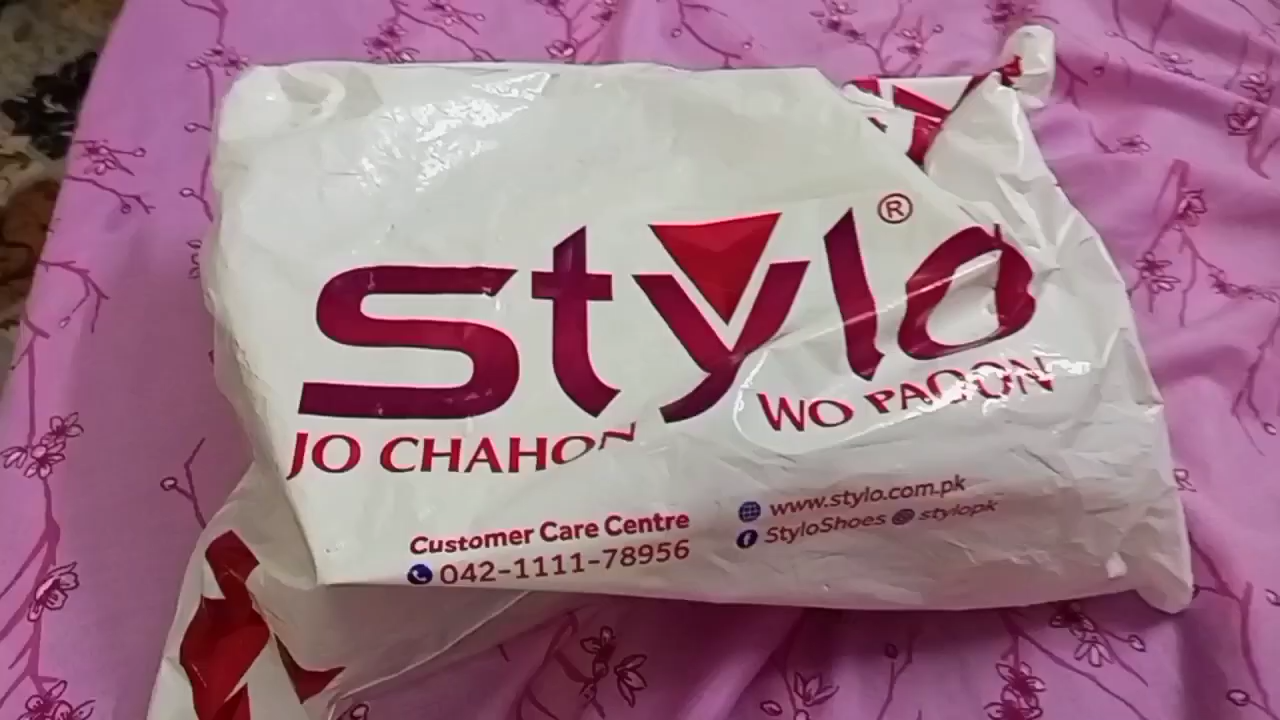 stylo®
JO CHAHON WO PAOON
Customer Care Centre
042-1111-78956
www.stylo.com.pk
StyloShoes stylopk